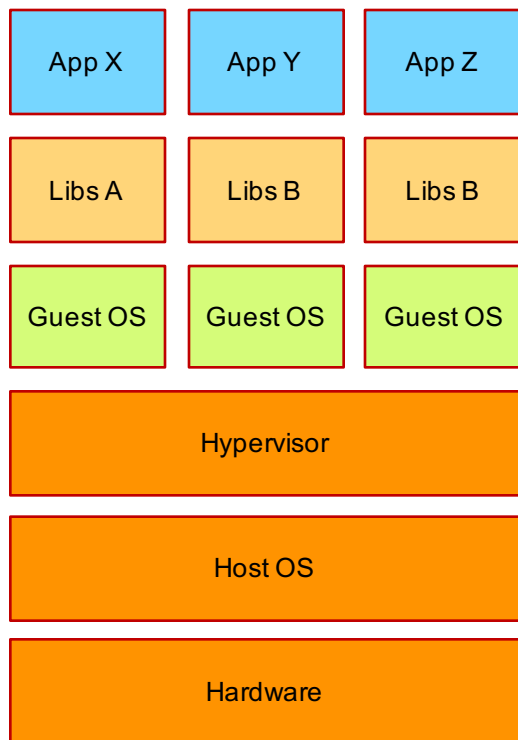 App X
App Y
App Z
Libs A
Libs B
Libs B
Guest OS
Guest OS
Guest OS
Hypervisor
Host OS
Hardware